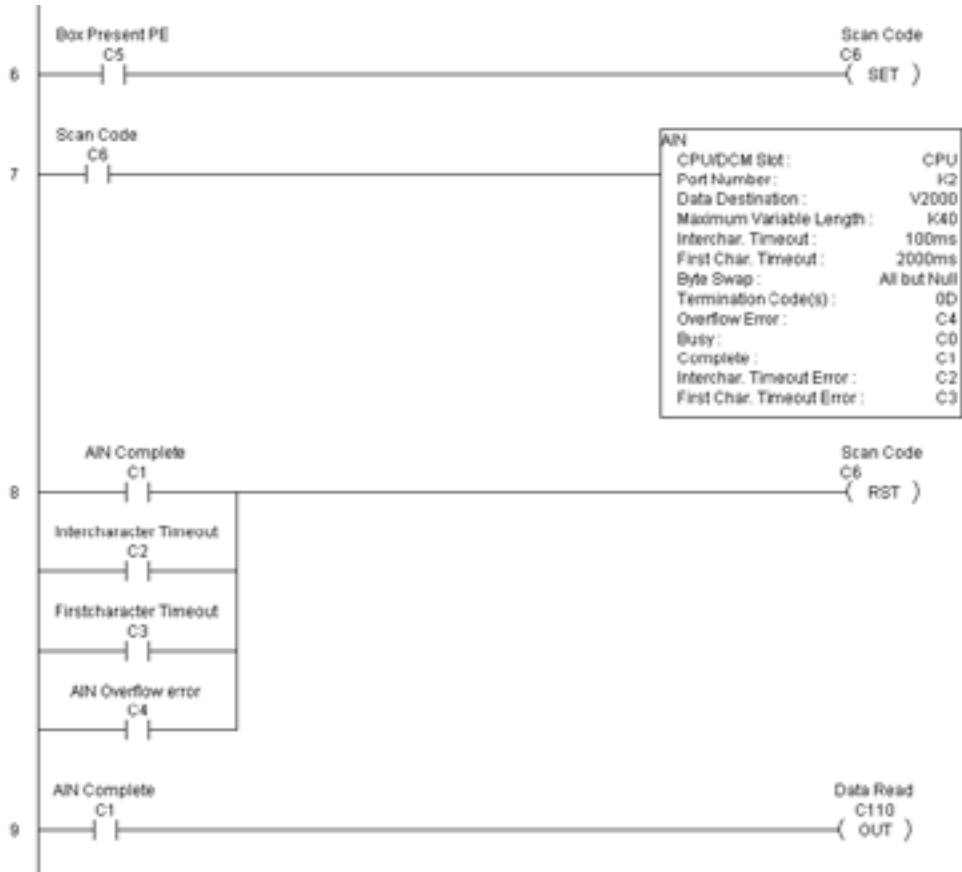 Box Present PE
C5
Scan Code
C6
6
( SET )
Scan Code
C6
7
AIN
CPU/DCM Slot : CPU
Port Number : K2
Data Destination : V2000
Maximum Variable Length : K40
Interchar. Timeout : 100ms
First Char. Timeout : 2000ms
Byte Swap : All but Null
Termination Code(s) : 0D
Overflow Error : C4
Busy : C0
Complete : C1
Interchar. Timeout Error : C2
First Char. Timeout Error : C3
AIN Complete
C1
Scan Code
C6
8
( RST )
Intercharacter Timeout
C2
Firstcharacter Timeout
C3
AIN Overflow error
C4
AIN Complete
C1
Data Read
C110
9
( OUT )